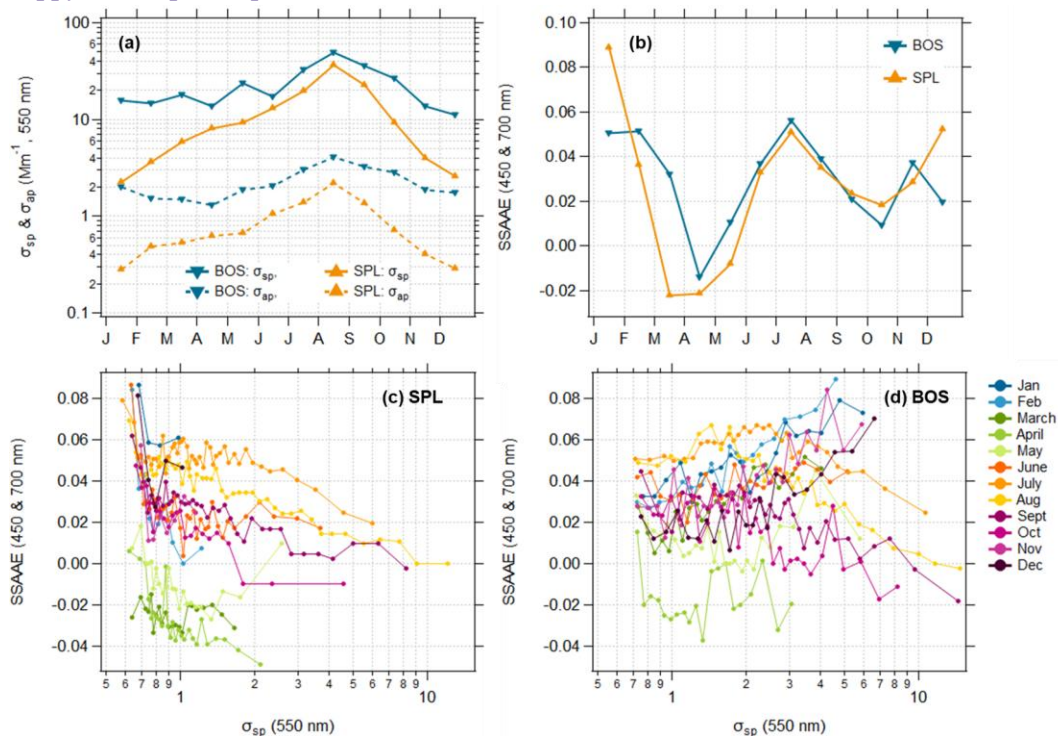 (a)
100
6
4
2
10
6
4
2
1
6
4
2
0.1
σsp & σap (Mm-1, 550 nm)
BOS: σsp,
SPL: σsp
BOS: σap,
SPL: σap
J F M A M J J A S O N D
(b)
BOS
SPL
0.10
0.08
0.06
0.04
0.02
0.00
-0.02
SSAAE (450 & 700 nm)
J F M A M J J A S O N D
(c) SPL
0.08
0.06
0.04
0.02
0.00
-0.02
-0.04
SSAAE (450 & 700 nm)
5 6 7 8 9 1 2 3 4 5 6 7 8 9 10
σsp (550 nm)
(d) BOS
0.08
0.06
0.04
0.02
0.00
-0.02
-0.04
SSAAE (450 & 700 nm)
5 6 7 8 9 1 2 3 4 5 6 7 8 9 10
σsp (550 nm)
Jan
Feb
March
April
May
June
July
Aug
Sept
Oct
Nov
Dec